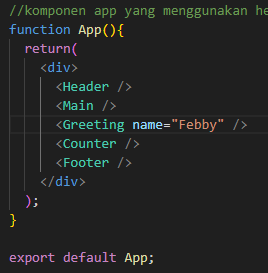 //komponen app yang menggunakan he
function App(){
  return(
    <div>
      <Header />
      <Main />
      <Greeting name="Febby" />
      <Counter />
      <Footer />
    </div>
  );
}

export default App;